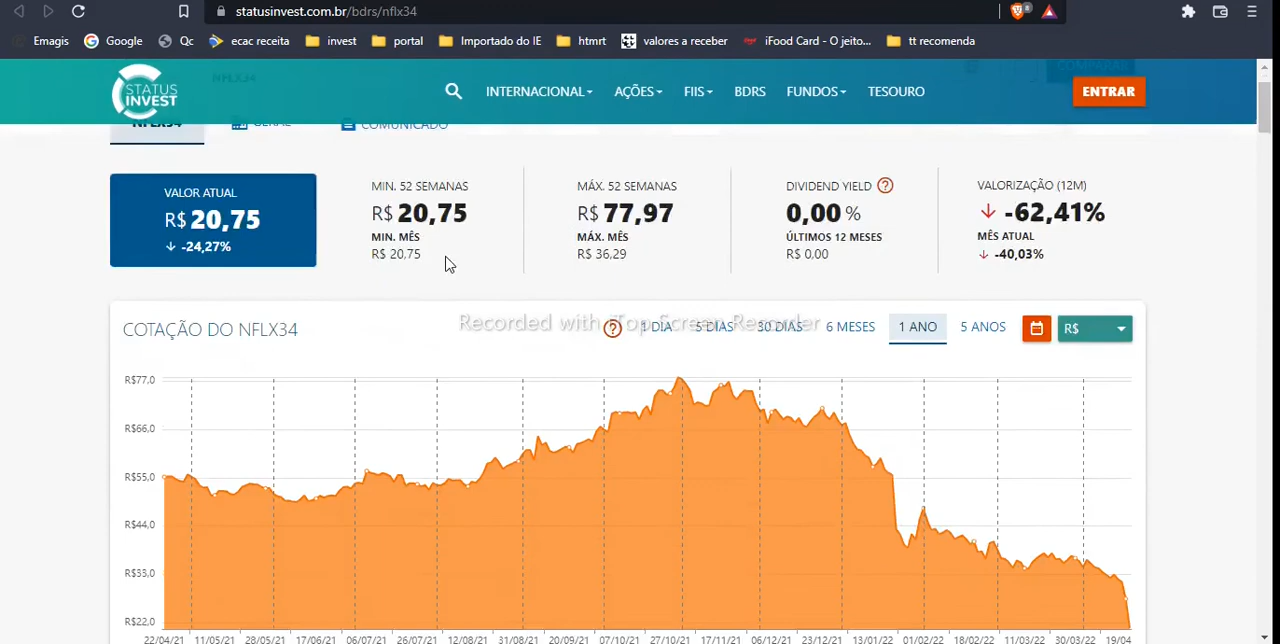 statusinvest.com.br/bdrs/nflx34
8
Emagis Google Qc ecac receita invest portal Importado do IE htmrt valores a receber iFood Card - O jeito... tt recomenda
STATUS
INVEST
INTERNACIONAL AÇÕES FIIS BDRS FUNDOS TESOURO ENTRAR
NFLX34
COMPARAR
NFLX34 GERAL COMUNICADO
VALOR ATUAL
R$ 20,75
-24,27%
MIN. 52 SEMANAS
R$ 20,75
MIN. MÊS
R$ 20,75
MÁX. 52 SEMANAS
R$ 77,97
MÁX. MÊS
R$ 36,29
DIVIDEND YIELD ?
0,00 %
ÚLTIMOS 12 MESES
R$ 0,00
VALORIZAÇÃO (12M)
-62,41%
MÊS ATUAL
-40,03%
COTAÇÃO DO NFLX34
? 1 DIA 5 DIAS 30 DIAS 6 MESES 1 ANO 5 ANOS R$
Recorded with iTop Screen Recorder
R$77,0
R$66,0
R$55,0
R$44,0
R$33,0
R$22,0
22/04/21 11/05/21 28/05/21 17/06/21 06/07/21 26/07/21 12/08/21 31/08/21 20/09/21 07/10/21 27/10/21 17/11/21 06/12/21 23/12/21 13/01/22 01/02/22 18/02/22 11/03/22 30/03/22 19/04